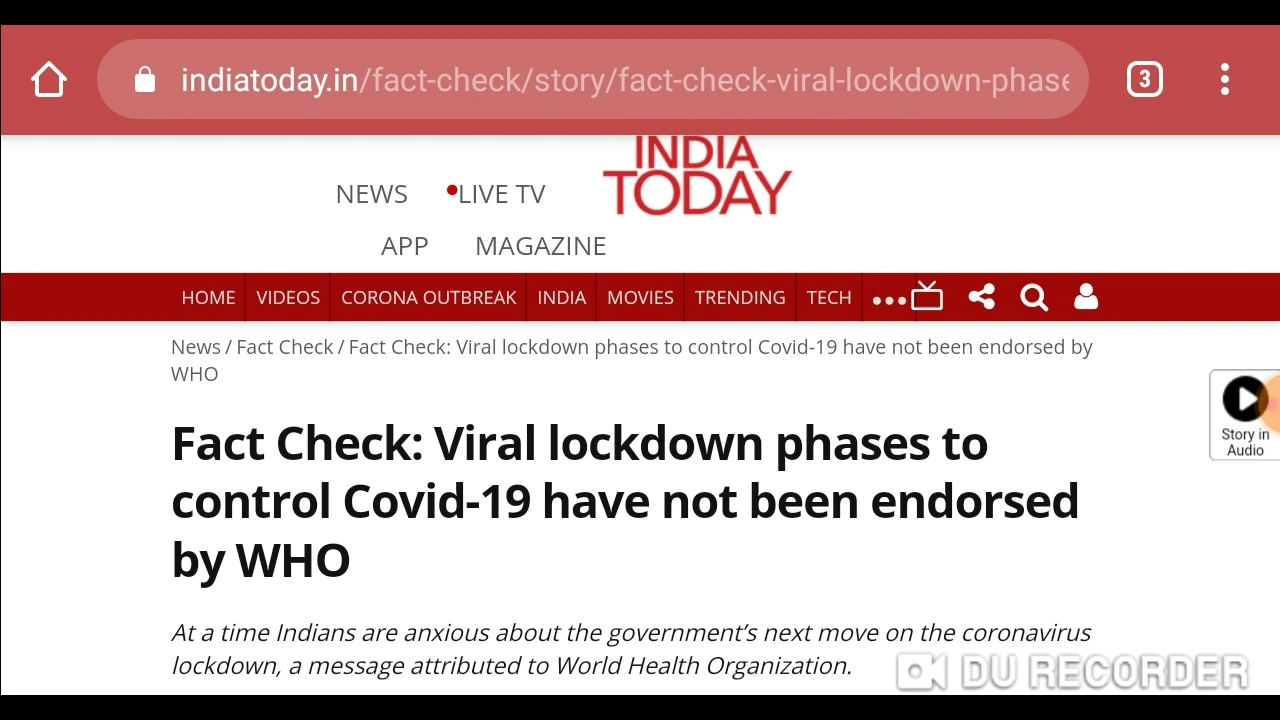 indiatoday.in/fact-check/story/fact-check-viral-lockdown-phase
3
INDIA
TODAY
NEWS
LIVE TV
APP
MAGAZINE
HOME VIDEOS CORONA OUTBREAK INDIA MOVIES TRENDING TECH
News / Fact Check / Fact Check: Viral lockdown phases to control Covid-19 have not been endorsed by
WHO
Fact Check: Viral lockdown phases to
control Covid-19 have not been endorsed
by WHO
Story in
Audio
At a time Indians are anxious about the government’s next move on the coronavirus
lockdown, a message attributed to World Health Organization.
DU RECORDER